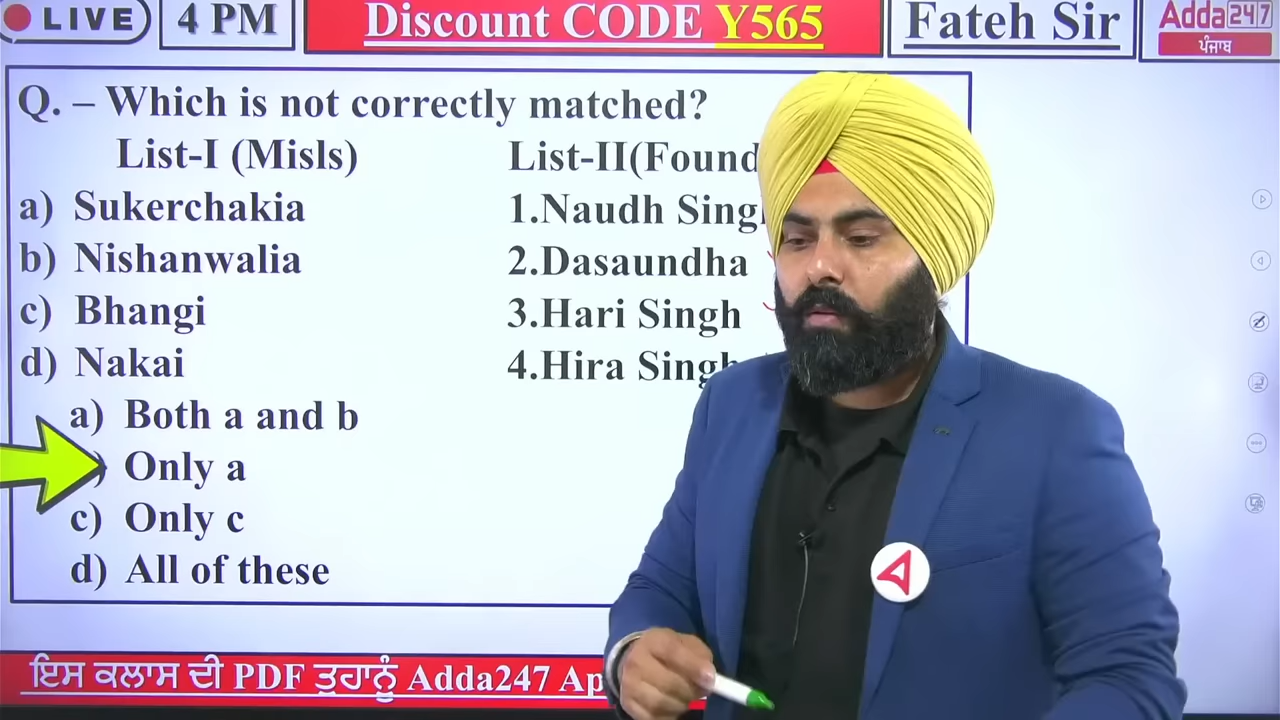 LIVE
4 PM
Discount CODE Y565
Fateh Sir
Adda247
ਪੰਜਾਬ
Q. – Which is not correctly matched?
List-I (Misls) List-II(Found
a) Sukerchakia 1.Naudh Singh
b) Nishanwalia 2.Dasaundha
c) Bhangi 3.Hari Singh
d) Nakai 4.Hira Singh
a) Both a and b
) Only a
c) Only c
d) All of these
ਇਸ ਕਲਾਸ ਦੀ PDF ਤੁਹਾਨੂੰ Adda247 Ap